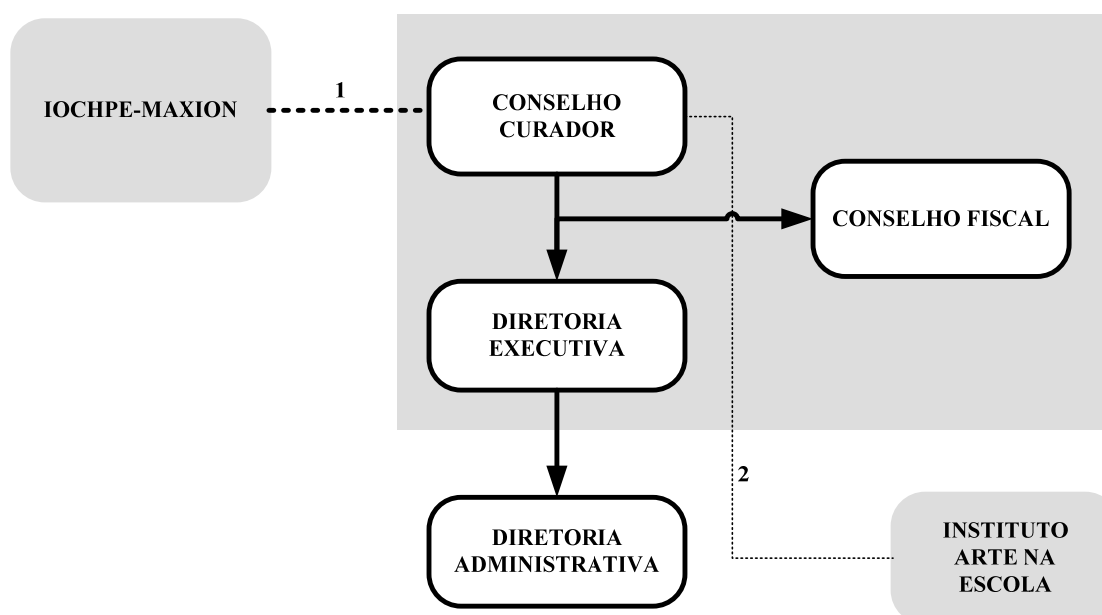 IOCHPE-MAXION
1
CONSELHO
CURADOR
CONSELHO FISCAL
DIRETORIA
EXECUTIVA
2
DIRETORIA
ADMINISTRATIVA
INSTITUTO
ARTE NA
ESCOLA